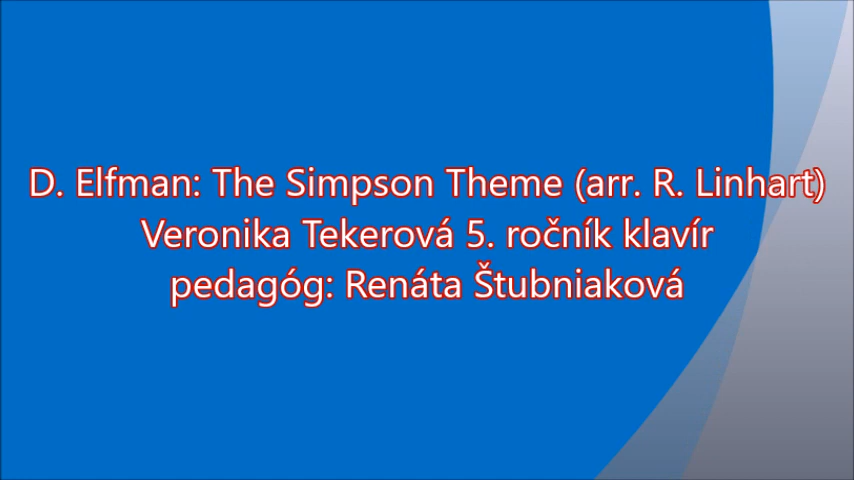 D. Elfman: The Simpson Theme (arr. R. Linhart)
Veronika Tekerová 5. ročník klavír
pedagóg: Renáta Štubniaková